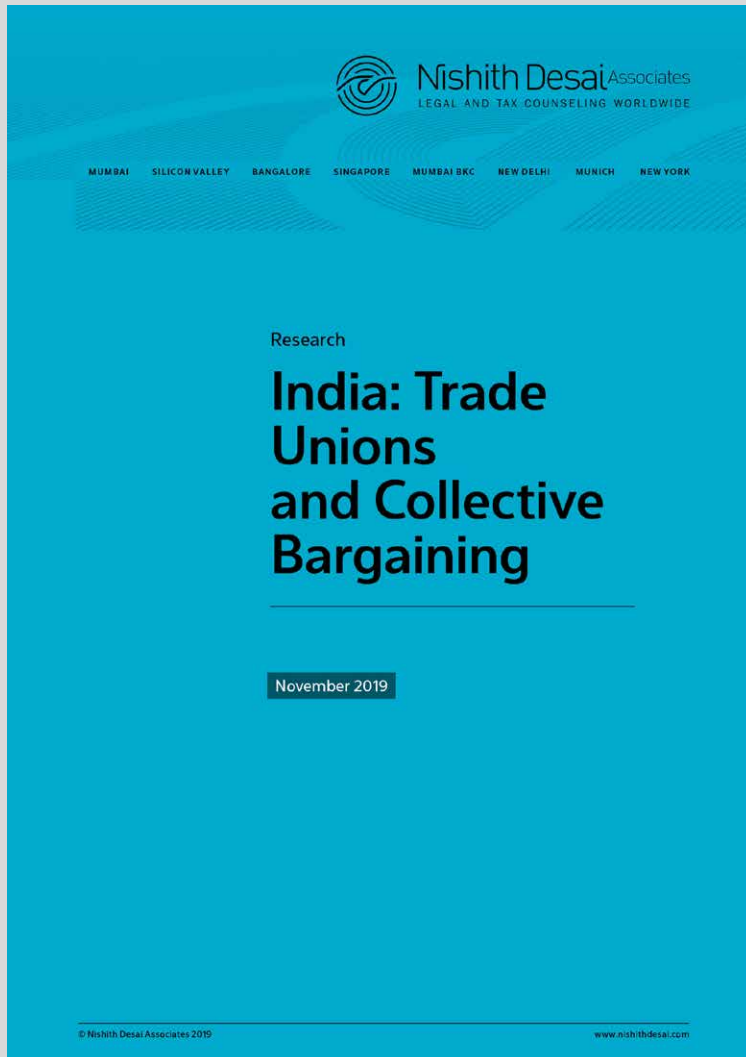 Nishith Desai Associates
LEGAL AND TAX COUNSELING WORLDWIDE
MUMBAI SILICON VALLEY BANGALORE SINGAPORE MUMBAI BKC NEW DELHI MUNICH NEW YORK
Research
India: Trade
Unions
and Collective
Bargaining
November 2019
© Nishith Desai Associates 2019 www.nishithdesai.com